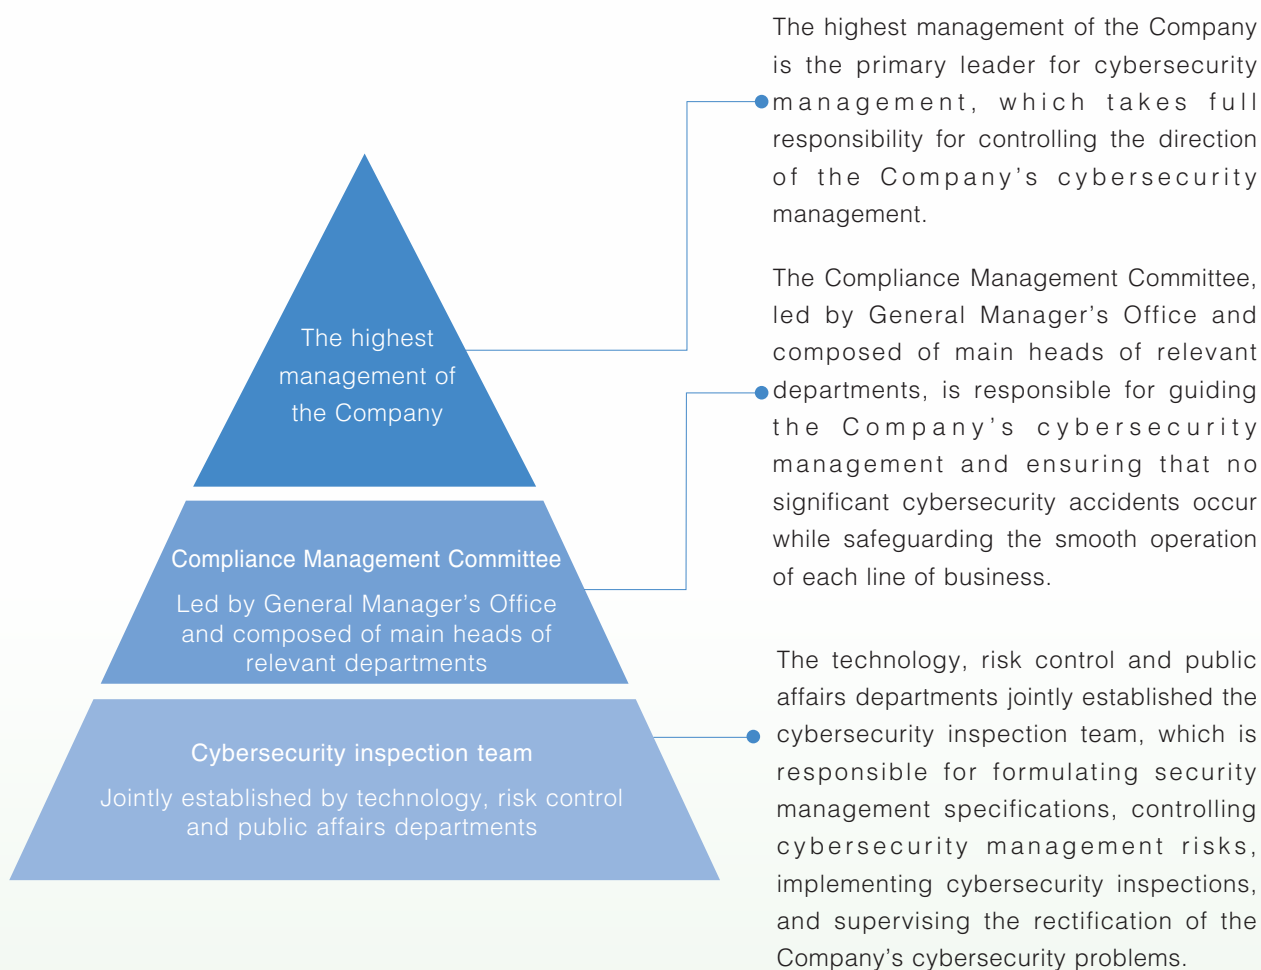 The highest management of the Company
is the primary leader for cybersecurity
management, which takes full
responsibility for controlling the direction
of the Company’s cybersecurity
management.
The highest
management of
the Company
The Compliance Management Committee,
led by General Manager’s Office and
composed of main heads of relevant
departments, is responsible for guiding
the Company’s cybersecurity
management and ensuring that no
significant cybersecurity accidents occur
while safeguarding the smooth operation
of each line of business.
Compliance Management Committee
Led by General Manager’s Office
and composed of main heads of
relevant departments
The technology, risk control and public
affairs departments jointly established the
cybersecurity inspection team, which is
responsible for formulating security
management specifications, controlling
cybersecurity management risks,
implementing cybersecurity inspections,
and supervising the rectification of the
Company’s cybersecurity problems.
Cybersecurity inspection team
Jointly established by technology, risk control
and public affairs departments